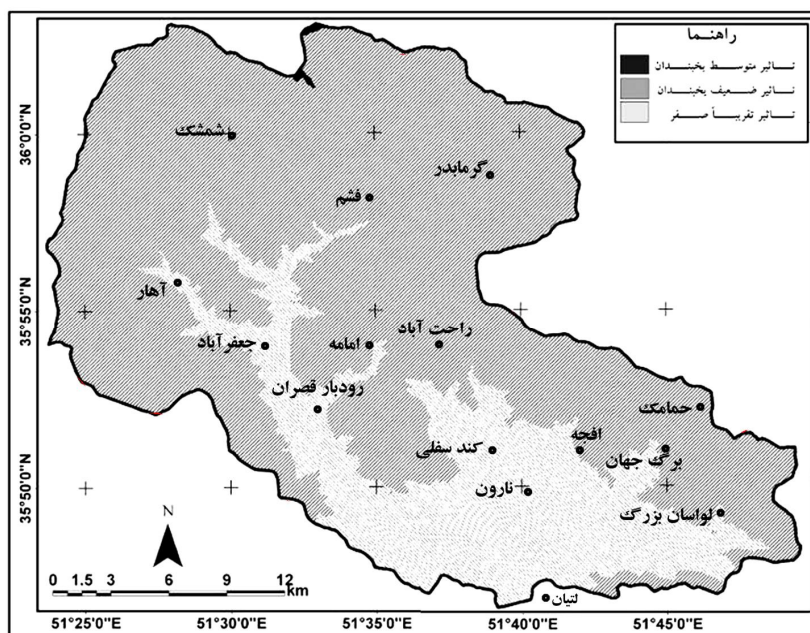 راهنما
تاثیر متوسط یخبندان
تاثیر ضعیف یخبندان
تاثیر تقریباً صفر
36°0'0"N
شمشک
گرمابدر
فشم
آهار
35°55'0"N
راحت آباد
امامه
جعفرآباد
رودبار قصران
حمامک
افجه
کند سفلی
برگ جهان
35°50'0"N
نارون
لواسان بزرگ
N
0 1.5 3 6 9 12
km
لتیان
51°25'0"E 51°30'0"E 51°35'0"E 51°40'0"E 51°45'0"E